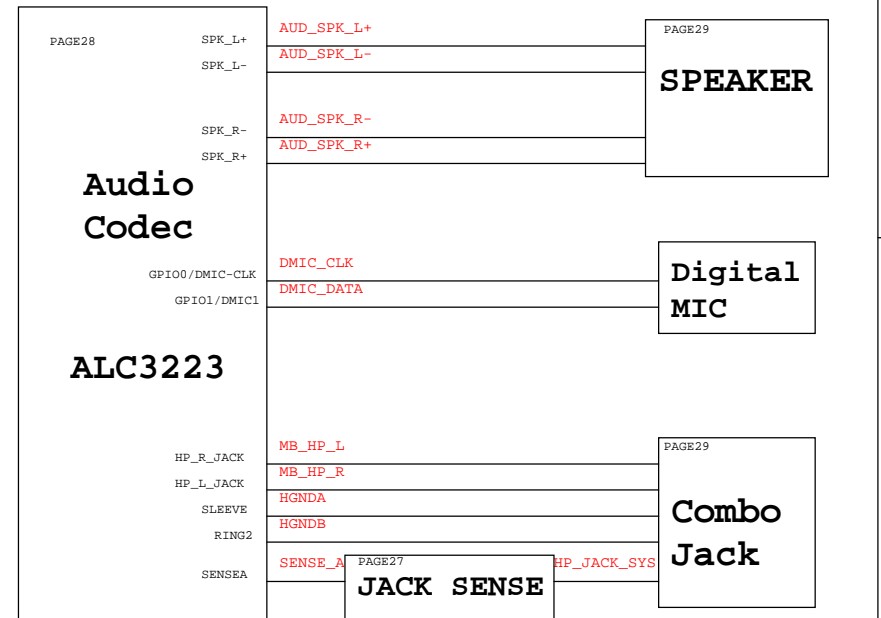 PAGE28
SPK_L+
AUD_SPK_L+
SPK_L-
AUD_SPK_L-
PAGE29
SPEAKER
SPK_R-
AUD_SPK_R-
SPK_R+
AUD_SPK_R+
Audio
Codec
GPIO0/DMIC-CLK
DMIC_CLK
GPIO1/DMIC1
DMIC_DATA
Digital
MIC
ALC3223
HP_R_JACK
MB_HP_L
HP_L_JACK
MB_HP_R
SLEEVE
HGNDA
RING2
HGNDB
SENSEA
SENSE_A
PAGE27
JACK SENSE
HP_JACK_SYS
PAGE29
Combo
Jack